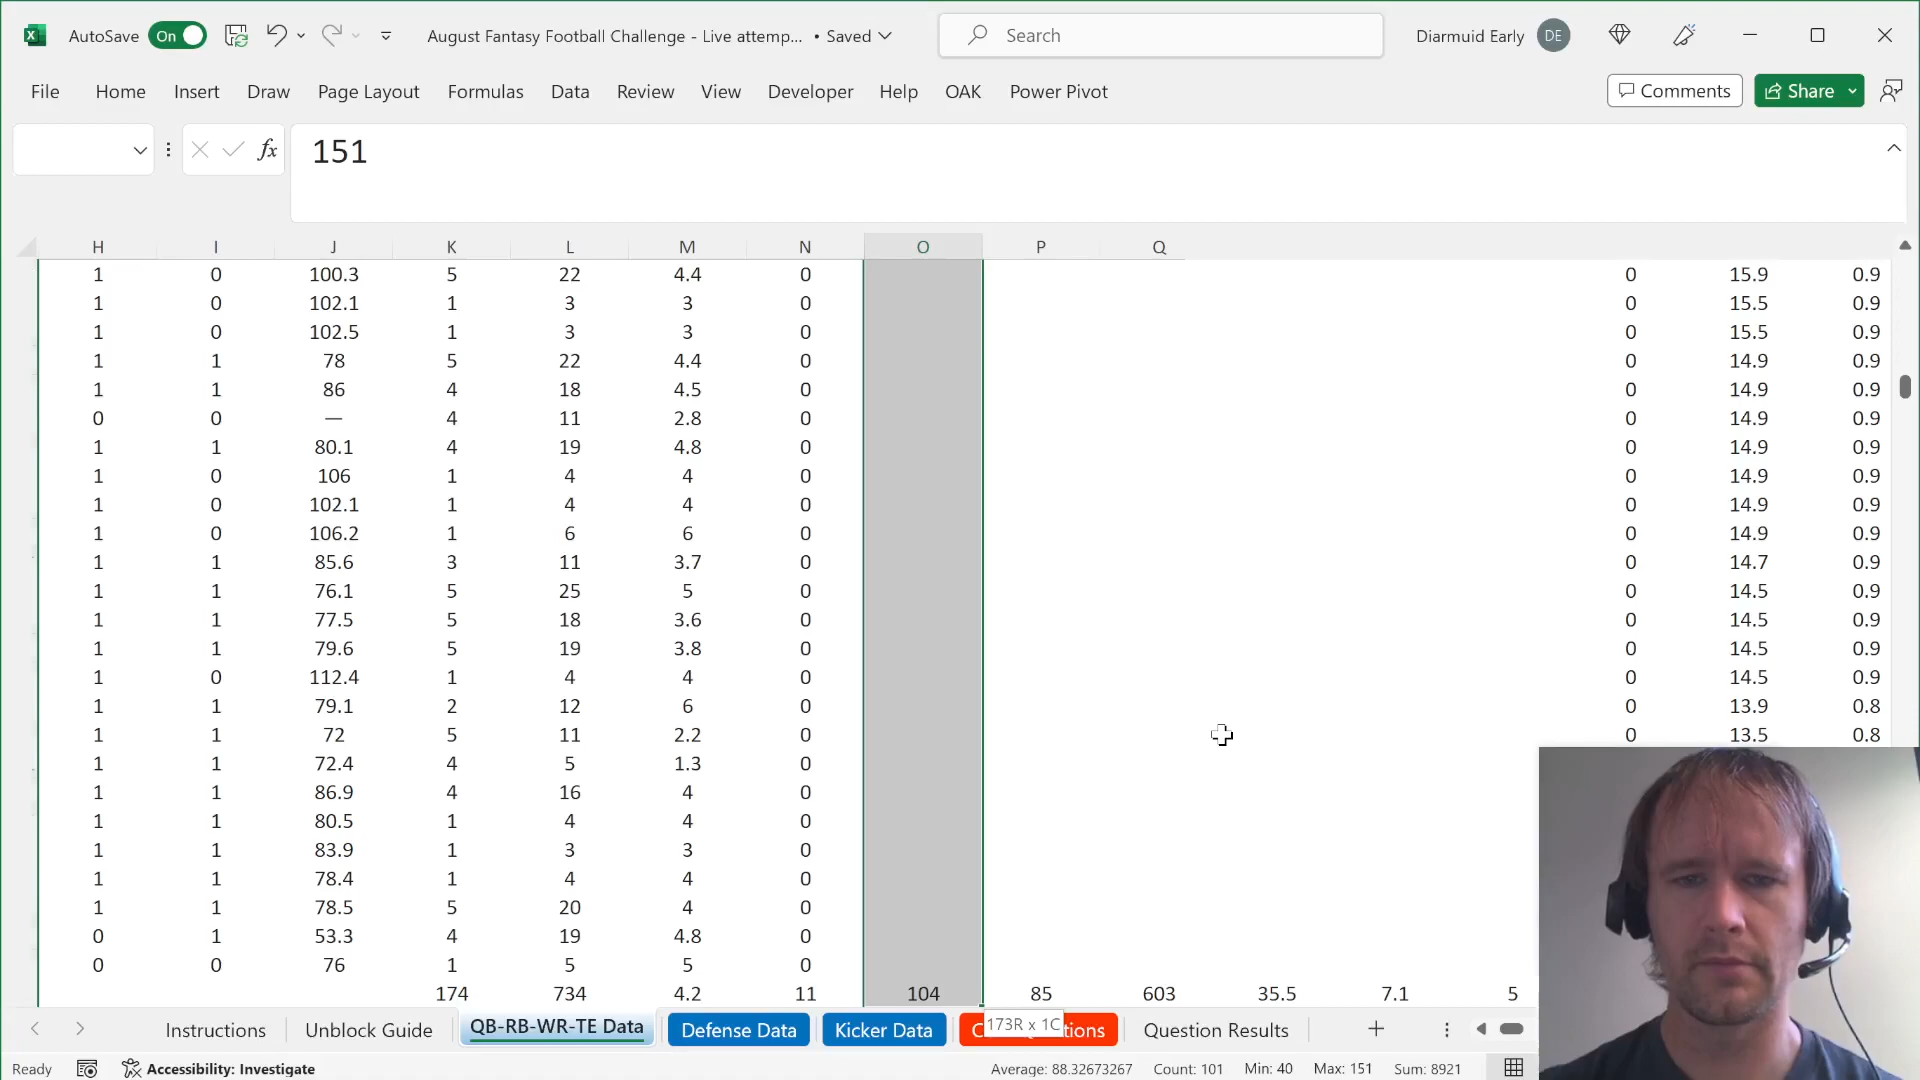 AutoSave On August Fantasy Football Challenge - Live attemp... • Saved Search Diarmuid Early DE
File Home Insert Draw Page Layout Formulas Data Review View Developer Help OAK Power Pivot Comments Share
fx 151
H I J K L M N O P Q
1 0 100.3 5 22 4.4 0 0 15.9 0.9
1 0 102.1 1 3 3 0 0 15.5 0.9
1 0 102.5 1 3 3 0 0 15.5 0.9
1 1 78 5 22 4.4 0 0 14.9 0.9
1 1 86 4 18 4.5 0 0 14.9 0.9
0 0 — 4 11 2.8 0 0 14.9 0.9
1 1 80.1 4 19 4.8 0 0 14.9 0.9
1 0 106 1 4 4 0 0 14.9 0.9
1 0 102.1 1 4 4 0 0 14.9 0.9
1 0 106.2 1 6 6 0 0 14.9 0.9
1 1 85.6 3 11 3.7 0 0 14.7 0.9
1 1 76.1 5 25 5 0 0 14.5 0.9
1 1 77.5 5 18 3.6 0 0 14.5 0.9
1 1 79.6 5 19 3.8 0 0 14.5 0.9
1 0 112.4 1 4 4 0 0 14.5 0.9
1 1 79.1 2 12 6 0 0 13.9 0.8
1 1 72 5 11 2.2 0 0 13.5 0.8
1 1 72.4 4 5 1.3 0
1 1 86.9 4 16 4 0
1 1 80.5 1 4 4 0
1 1 83.9 1 3 3 0
1 1 78.4 1 4 4 0
1 1 78.5 5 20 4 0
0 1 53.3 4 19 4.8 0
0 0 76 1 5 5 0
174 734 4.2 11 104 85 603 35.5 7.1 5
Instructions Unblock Guide QB-RB-WR-TE Data Defense Data Kicker Data 173R x 1C Question Results
Ready Accessibility: Investigate Average: 88.32673267 Count: 101 Min: 40 Max: 151 Sum: 8921